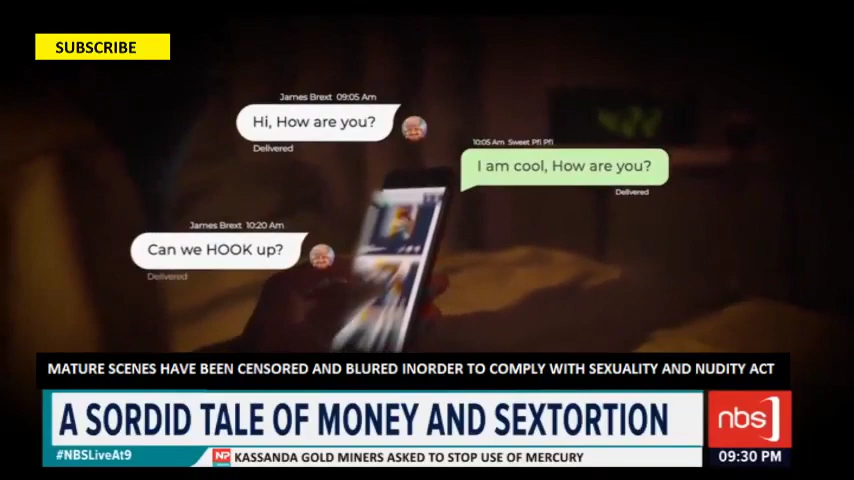 SUBSCRIBE
James Brext 09:05 Am
Hi, How are you?
Delivered
10:05 Am Sweet Pfi Pfi
I am cool, How are you?
Delivered
James Brext 10:20 Am
Can we HOOK up?
Delivered
MATURE SCENES HAVE BEEN CENSORED AND BLURED INORDER TO COMPLY WITH SEXUALITY AND NUDITY ACT
A SORDID TALE OF MONEY AND SEXTORTION
nbs
#NBSLiveAt9
NP KASSANDA GOLD MINERS ASKED TO STOP USE OF MERCURY
09:30 PM